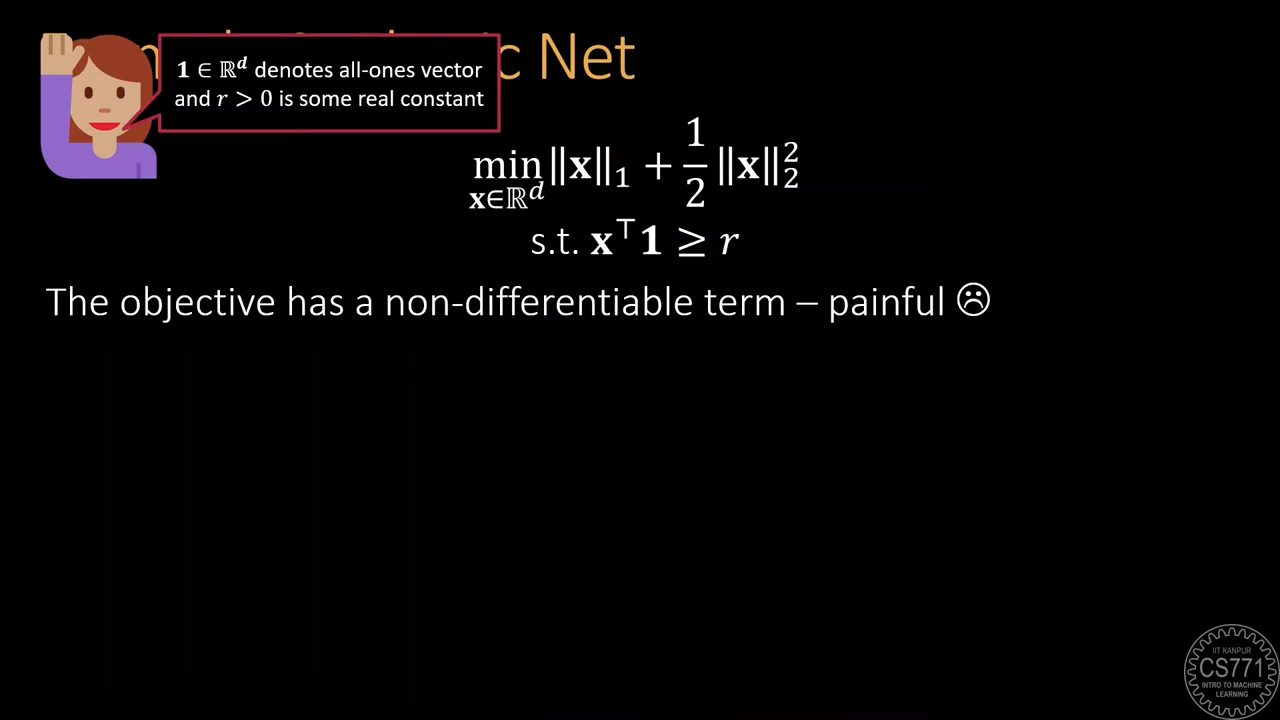 Net
𝟏 ∈ ℝ^𝒅 denotes all-ones vector
and 𝑟 > 0 is some real constant
min_{𝐱∈ℝ^𝑑} ‖𝐱‖₁ + 1/2 ‖𝐱‖₂²
s.t. 𝐱^⊤𝟏 ≥ 𝑟
The objective has a non-differentiable term – painful ☹
IIT KANPUR
CS771
INTRO TO MACHINE
LEARNING